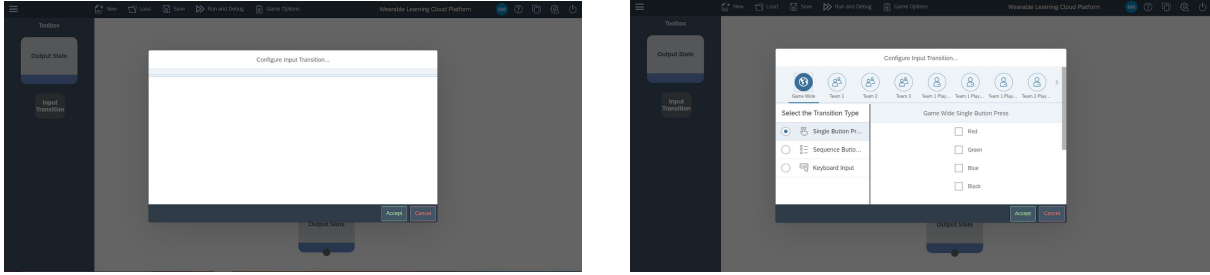 New Load Save Run and Debug Game Options Wearable Learning Cloud Platform
Toolbox
Output State
Input
Transition
Configure Input Transition...
Accept Cancel
Output State
New Load Save Run and Debug Game Options Wearable Learning Cloud Platform
Toolbox
Output State
Input
Transition
Configure Input Transition...
Game Wide Team 1 Team 2 Team 3 Team 1 Play... Team 1 Play... Team 1 Play... Team 2 Play...
Select the Transition Type
Game Wide Single Button Press
Single Button Pr...
Sequence Butto...
Keyboard Input
Red
Green
Blue
Black
Accept Cancel
Output State